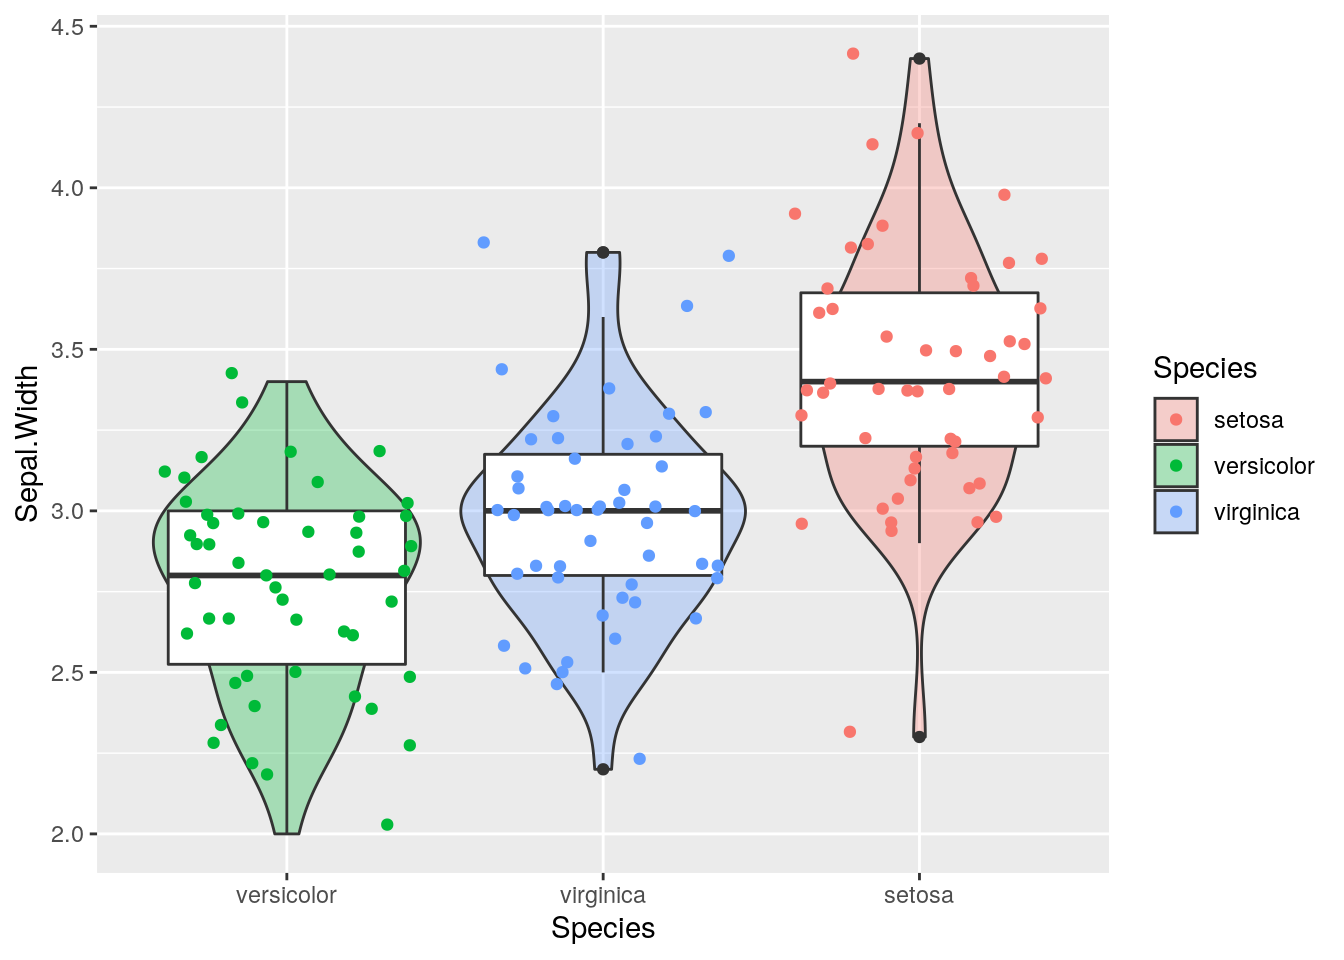 4.5
4.0
3.5
3.0
2.5
2.0
Sepal.Width
versicolor
virginica
setosa
Species
Species
setosa
versicolor
virginica